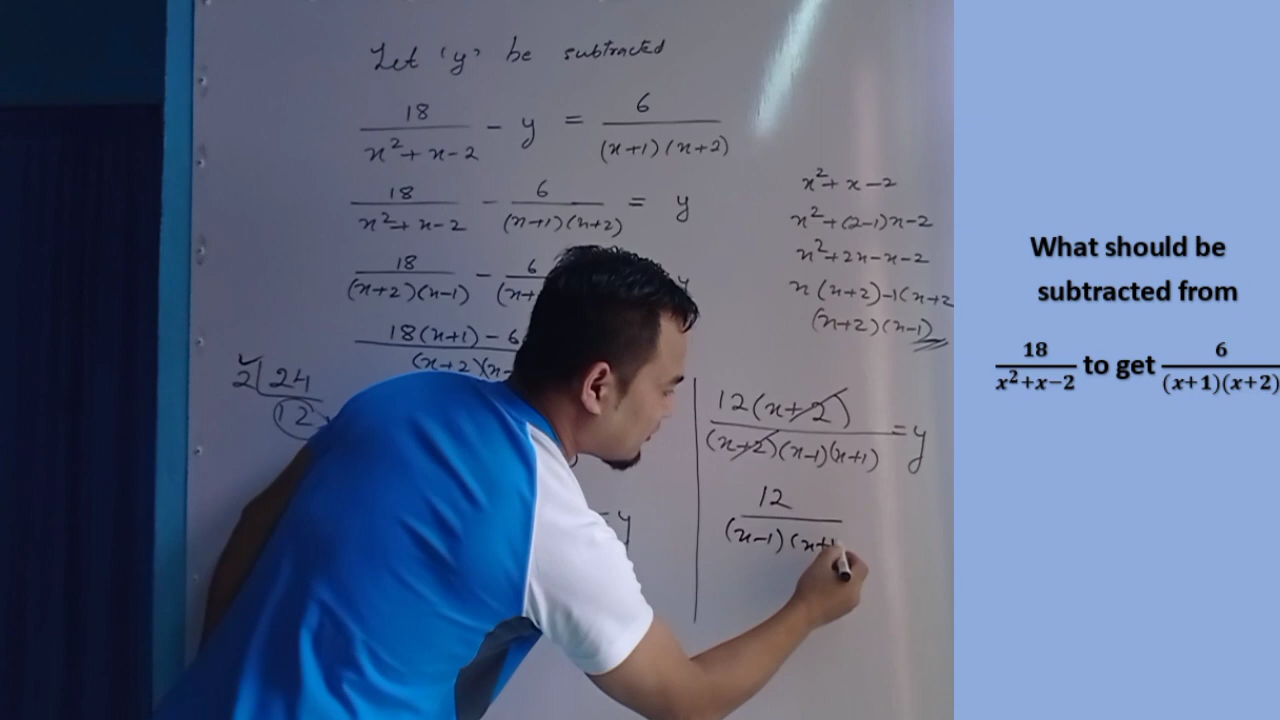 Let 'y' be subtracted
18/(x²+x-2) - y = 6/((x+1)(x+2))
18/(x²+x-2) - 6/((x+1)(x+2)) = y
18/((x+2)(x-1)) - 6/(x+1
y
18(x+1) - 6
(x+2)(x-
2 24
12
=y
x²+x-2
x²+(2-1)x-2
x²+2x-x-2
x(x+2)-1(x+2
(x+2)(x-1)
12(x+2)/((x+2)(x-1)(x+1)) = y
12/((x-1)(x+1
What should be
subtracted from
18/(x²+x−2) to get 6/((x+1)(x+2))